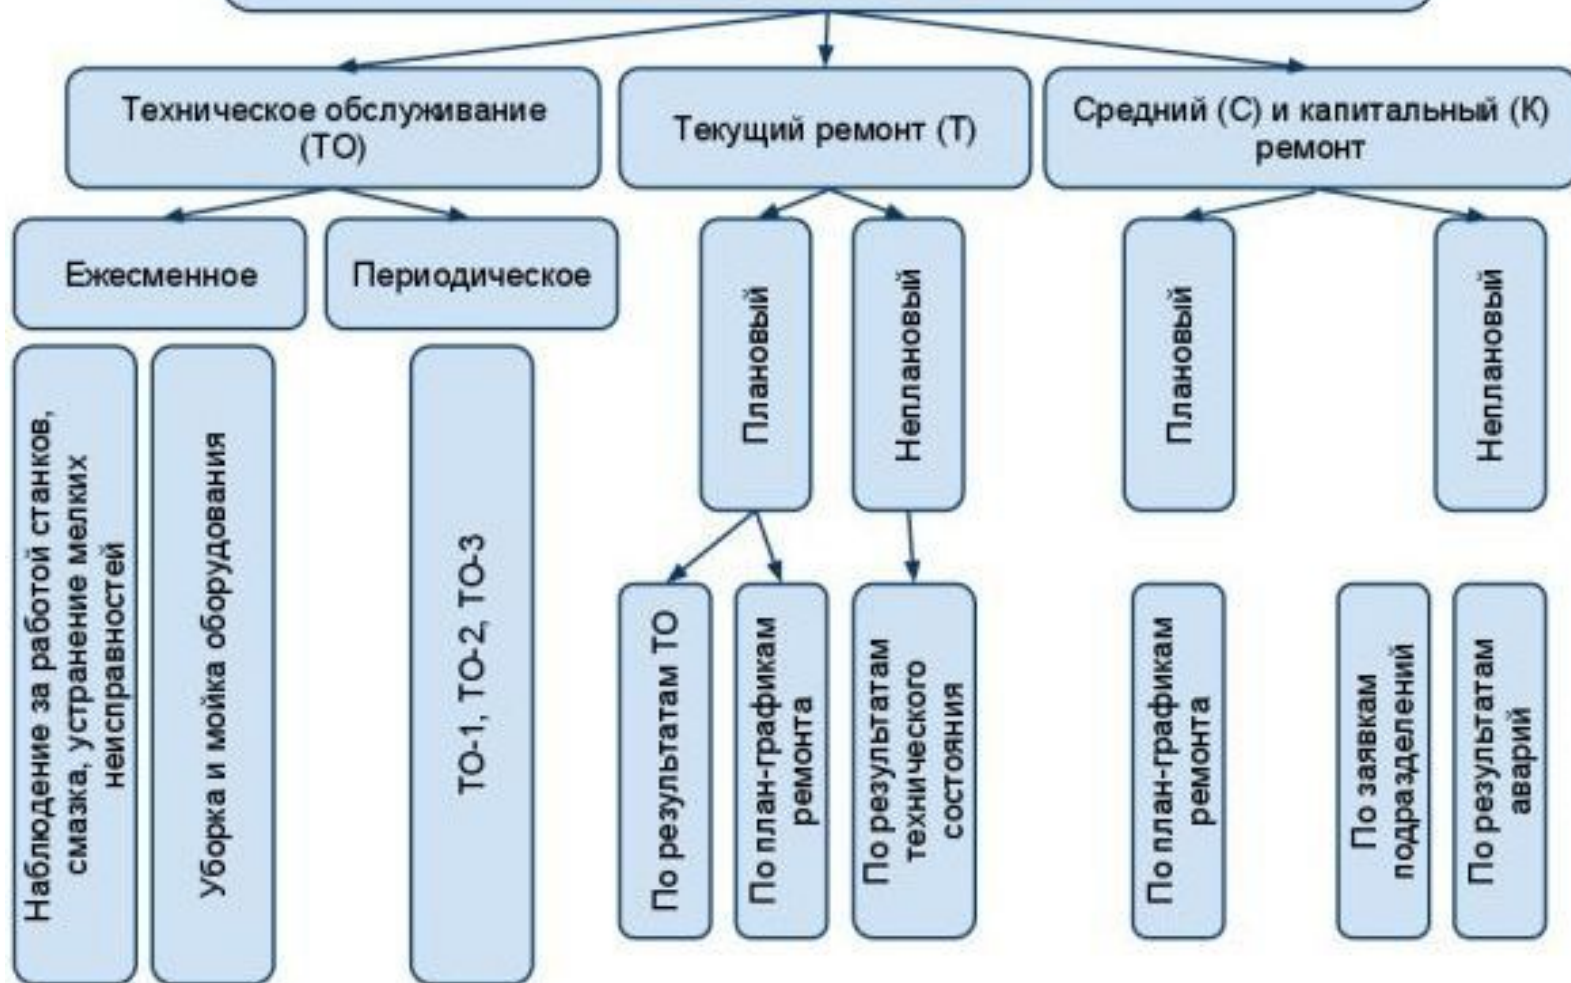 Техническое обслуживание
(ТО)
Текущий ремонт (Т)
Средний (С) и капитальный (К)
ремонт
Ежесменное
Периодическое
Плановый
Неплановый
Плановый
Неплановый
Наблюдение за работой станков,
смазка, устранение мелких
неисправностей
Уборка и мойка оборудования
ТО-1, ТО-2, ТО-3
По результатам ТО
По план-графикам
ремонта
По результатам
технического
состояния
По план-графикам
ремонта
По заявкам
подразделений
По результатам
аварий